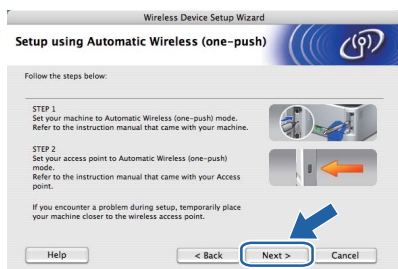 Wireless Device Setup Wizard
Setup using Automatic Wireless (one-push)
Follow the steps below:
STEP 1
Set your machine to Automatic Wireless (one-push) mode.
Refer to the instruction manual that came with your machine.
STEP 2
Set your access point to Automatic Wireless (one-push)
mode.
Refer to the instruction manual that came with your Access
point.
If you encounter a problem during setup, temporarily place
your machine closer to the wireless access point.
Help
< Back
Next >
Cancel